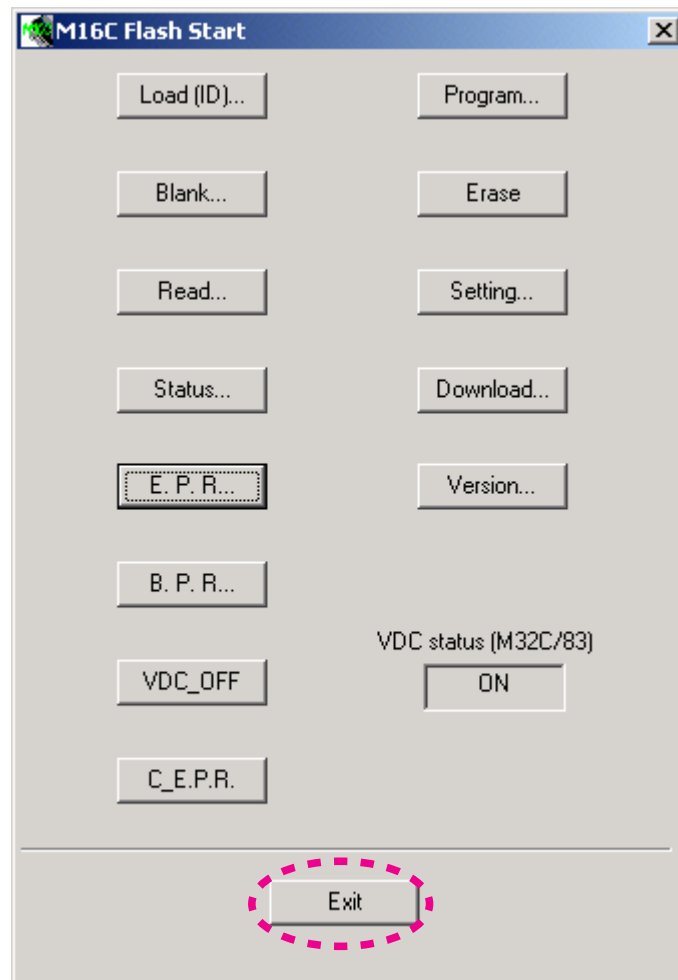 M16C Flash Start
Load (ID)... Program...
Blank... Erase
Read... Setting...
Status... Download...
E. P. R... Version...
B. P. R...
VDC status (M32C/83)
VDC_OFF ON
C_E.P.R.
Exit